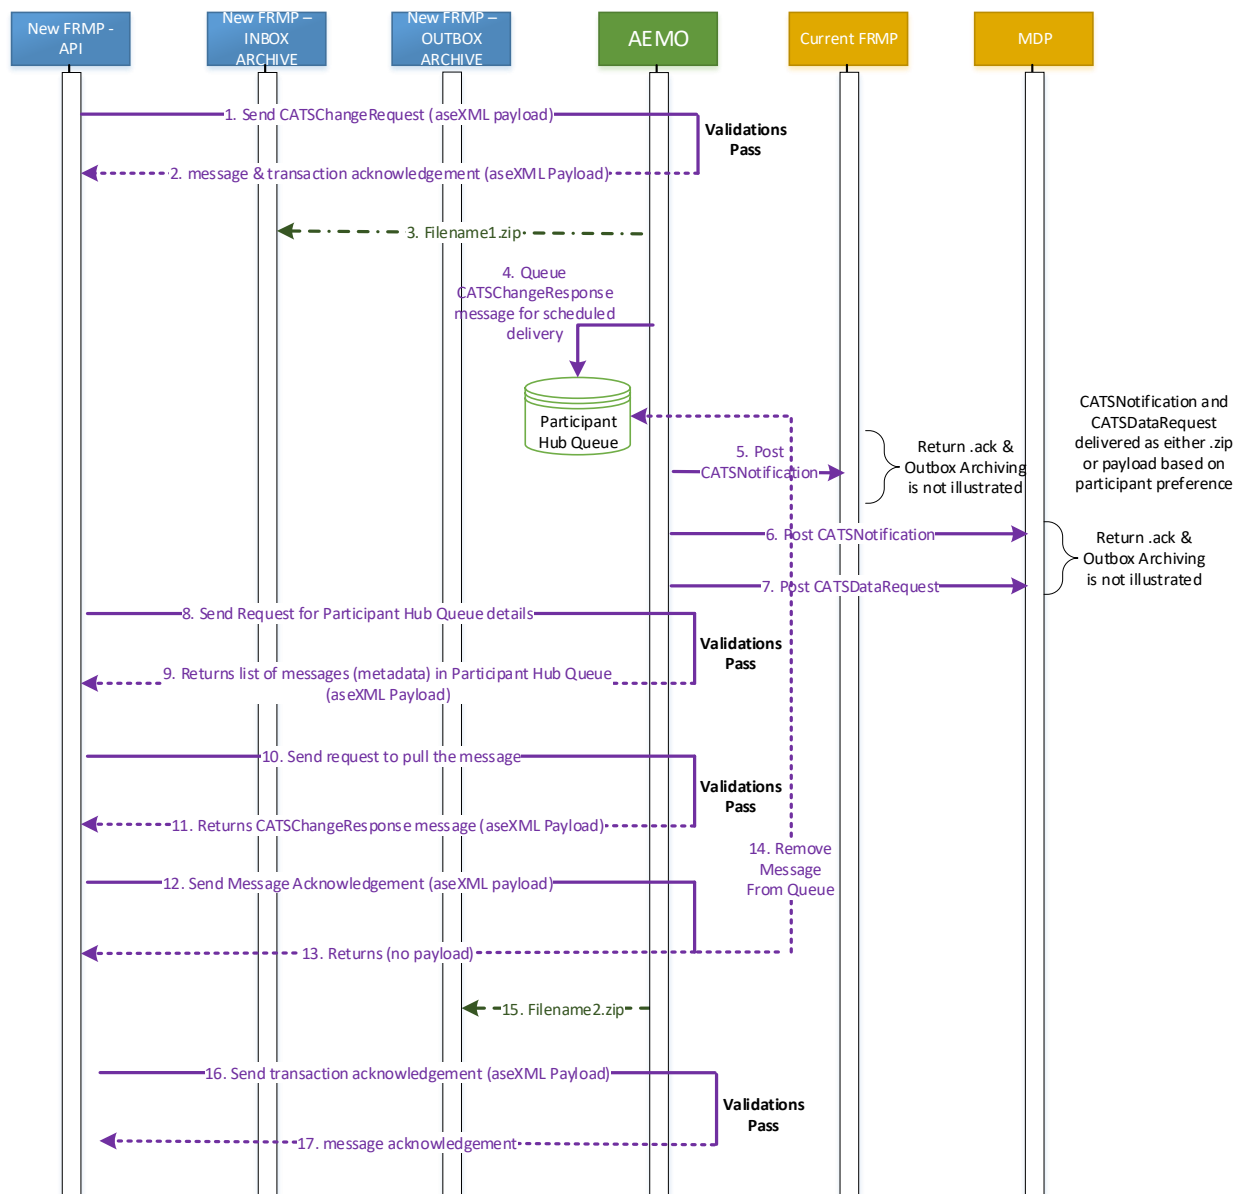 New FRMP -
API
New FRMP –
INBOX
ARCHIVE
New FRMP –
OUTBOX
ARCHIVE
AEMO
Current FRMP
MDP
1. Send CATSChangeRequest (aseXML payload)
Validations
Pass
2. message & transaction acknowledgement (aseXML Payload)
3. Filename1.zip
4. Queue
CATSChangeResponse
message for scheduled
delivery
Participant
Hub Queue
5. Post
CATSNotification
Return .ack &
Outbox Archiving
is not illustrated
CATSNotification and
CATSDataRequest
delivered as either .zip
or payload based on
participant preference
6. Post CATSNotification
7. Post CATSDataRequest
Return .ack &
Outbox Archiving
is not illustrated
8. Send Request for Participant Hub Queue details
Validations
Pass
9. Returns list of messages (metadata) in Participant Hub Queue
(aseXML Payload)
10. Send request to pull the message
Validations
Pass
11. Returns CATSChangeResponse message (aseXML Payload)
12. Send Message Acknowledgement (aseXML payload)
14. Remove
Message
From Queue
13. Returns (no payload)
15. Filename2.zip
16. Send transaction acknowledgement (aseXML Payload)
Validations
Pass
17. message acknowledgement